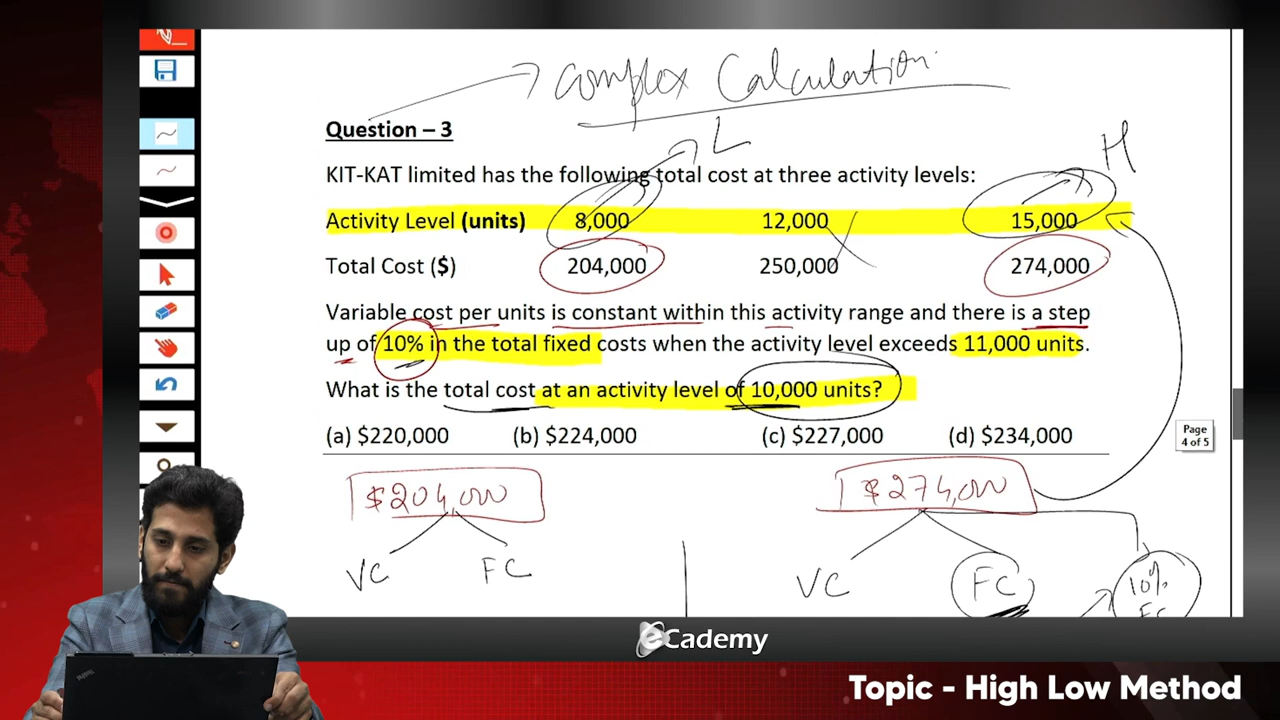 complex Calculation
Question – 3
L
H
KIT-KAT limited has the following total cost at three activity levels:
Activity Level (units) 8,000 12,000 15,000
Total Cost ($) 204,000 250,000 274,000
Variable cost per units is constant within this activity range and there is a step
up of 10% in the total fixed costs when the activity level exceeds 11,000 units.
What is the total cost at an activity level of 10,000 units?
(a) $220,000 (b) $224,000 (c) $227,000 (d) $234,000
Page
4 of 5
$204,000 $274,000
VC FC VC FC 10%
FC
eCademy
Topic - High Low Method